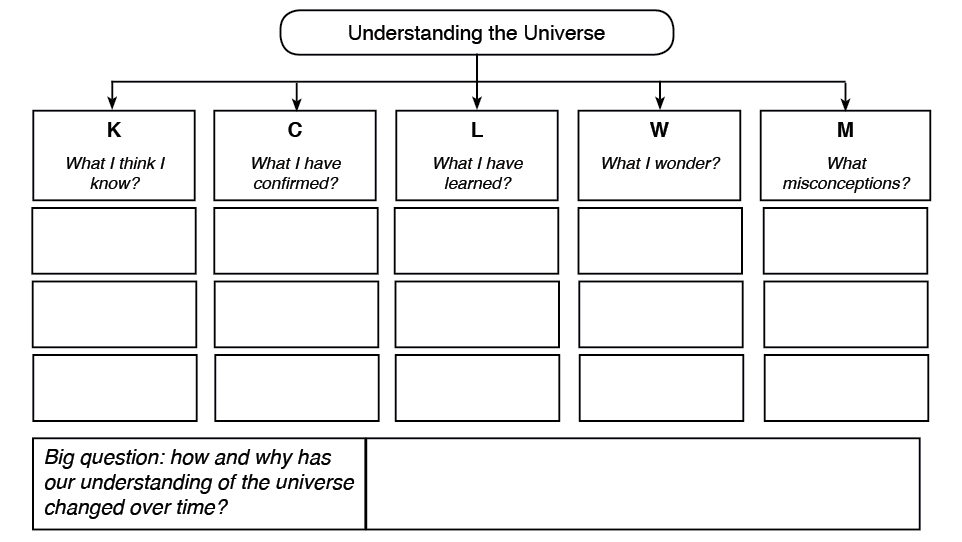 Understanding the Universe
K
What I think I
know?
C
What I have
confirmed?
L
What I have
learned?
W
What I wonder?
M
What
misconceptions?
Big question: how and why has
our understanding of the universe
changed over time?